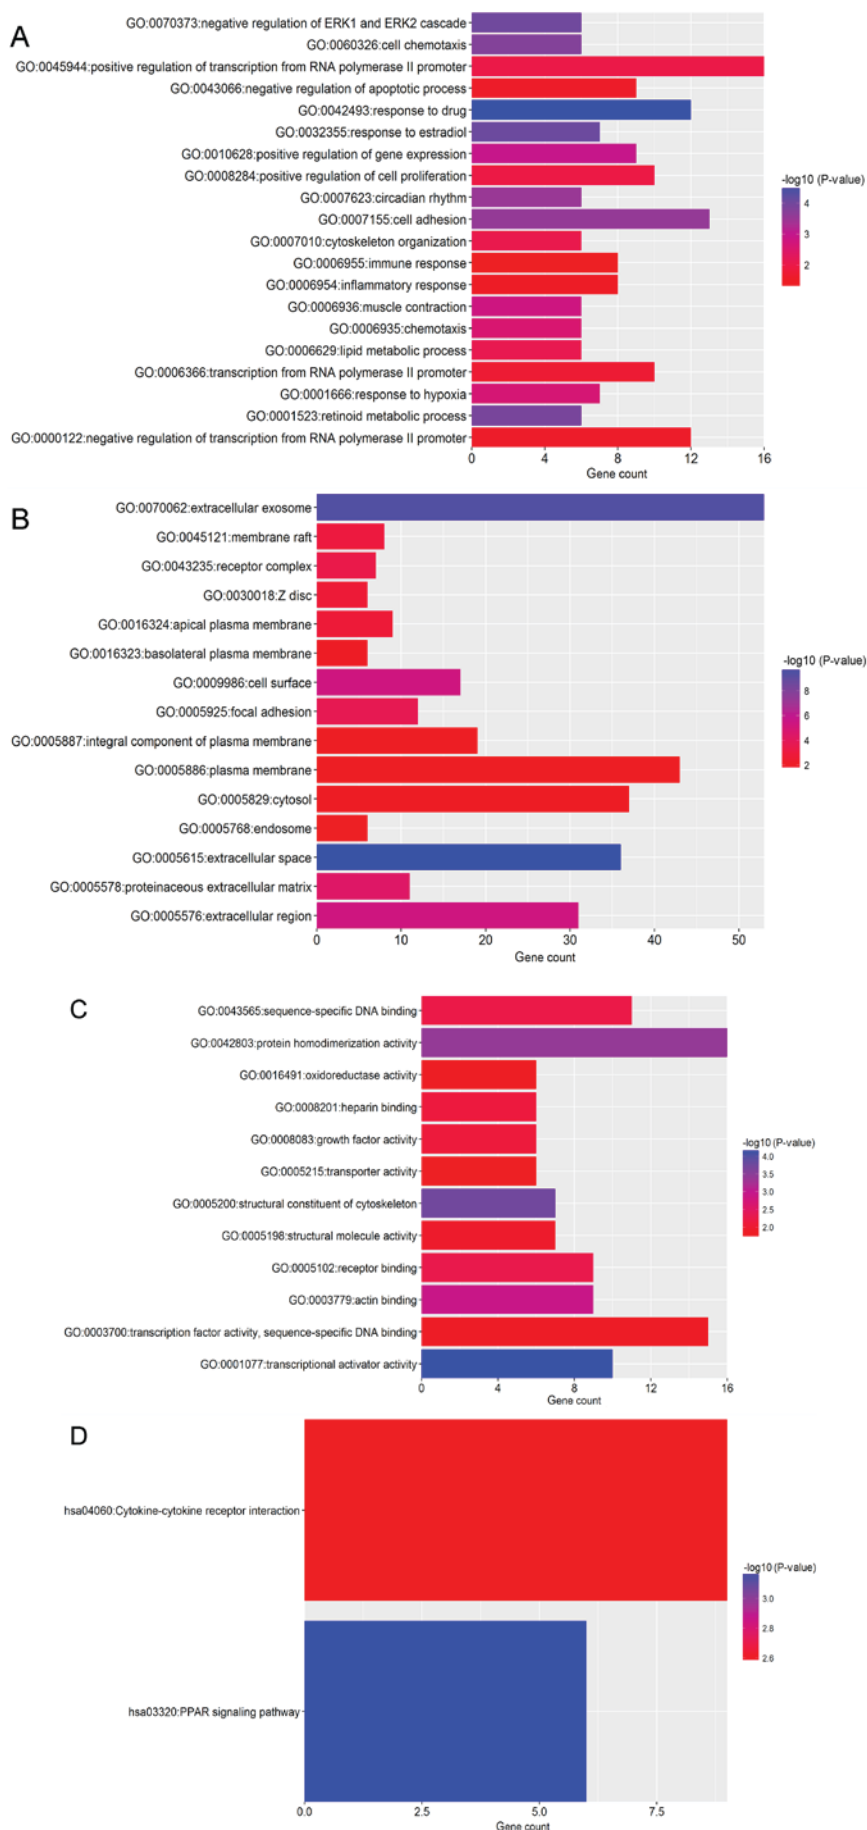 A
GO:0070373:negative regulation of ERK1 and ERK2 cascade
GO:0060326:cell chemotaxis
GO:0045944:positive regulation of transcription from RNA polymerase II promoter
GO:0043066:negative regulation of apoptotic process
GO:0042493:response to drug
GO:0032355:response to estradiol
GO:0010628:positive regulation of gene expression
GO:0008284:positive regulation of cell proliferation
GO:0007623:circadian rhythm
GO:0007155:cell adhesion
GO:0007010:cytoskeleton organization
GO:0006955:immune response
GO:0006954:inflammatory response
GO:0006936:muscle contraction
GO:0006935:chemotaxis
GO:0006629:lipid metabolic process
GO:0006366:transcription from RNA polymerase II promoter
GO:0001666:response to hypoxia
GO:0001523:retinoid metabolic process
GO:0000122:negative regulation of transcription from RNA polymerase II promoter
0 4 8 12 16
Gene count
-log10 (P-value)
4
3
2
B
GO:0070062:extracellular exosome
GO:0045121:membrane raft
GO:0043235:receptor complex
GO:0030018:Z disc
GO:0016324:apical plasma membrane
GO:0016323:basolateral plasma membrane
GO:0009986:cell surface
GO:0005925:focal adhesion
GO:0005887:integral component of plasma membrane
GO:0005886:plasma membrane
GO:0005829:cytosol
GO:0005768:endosome
GO:0005615:extracellular space
GO:0005578:proteinaceous extracellular matrix
GO:0005576:extracellular region
0 10 20 30 40 50
Gene count
-log10 (P-value)
8
6
4
2
C
GO:0043565:sequence-specific DNA binding
GO:0042803:protein homodimerization activity
GO:0016491:oxidoreductase activity
GO:0008201:heparin binding
GO:0008083:growth factor activity
GO:0005215:transporter activity
GO:0005200:structural constituent of cytoskeleton
GO:0005198:structural molecule activity
GO:0005102:receptor binding
GO:0003779:actin binding
GO:0003700:transcription factor activity, sequence-specific DNA binding
GO:0001077:transcriptional activator activity
0 4 8 12 16
Gene count
-log10 (P-value)
4.0
3.5
3.0
2.5
2.0
D
hsa04060:Cytokine-cytokine receptor interaction
hsa03320:PPAR signaling pathway
0.0 2.5 5.0 7.5
Gene count
-log10 (P-value)
3.0
2.8
2.6